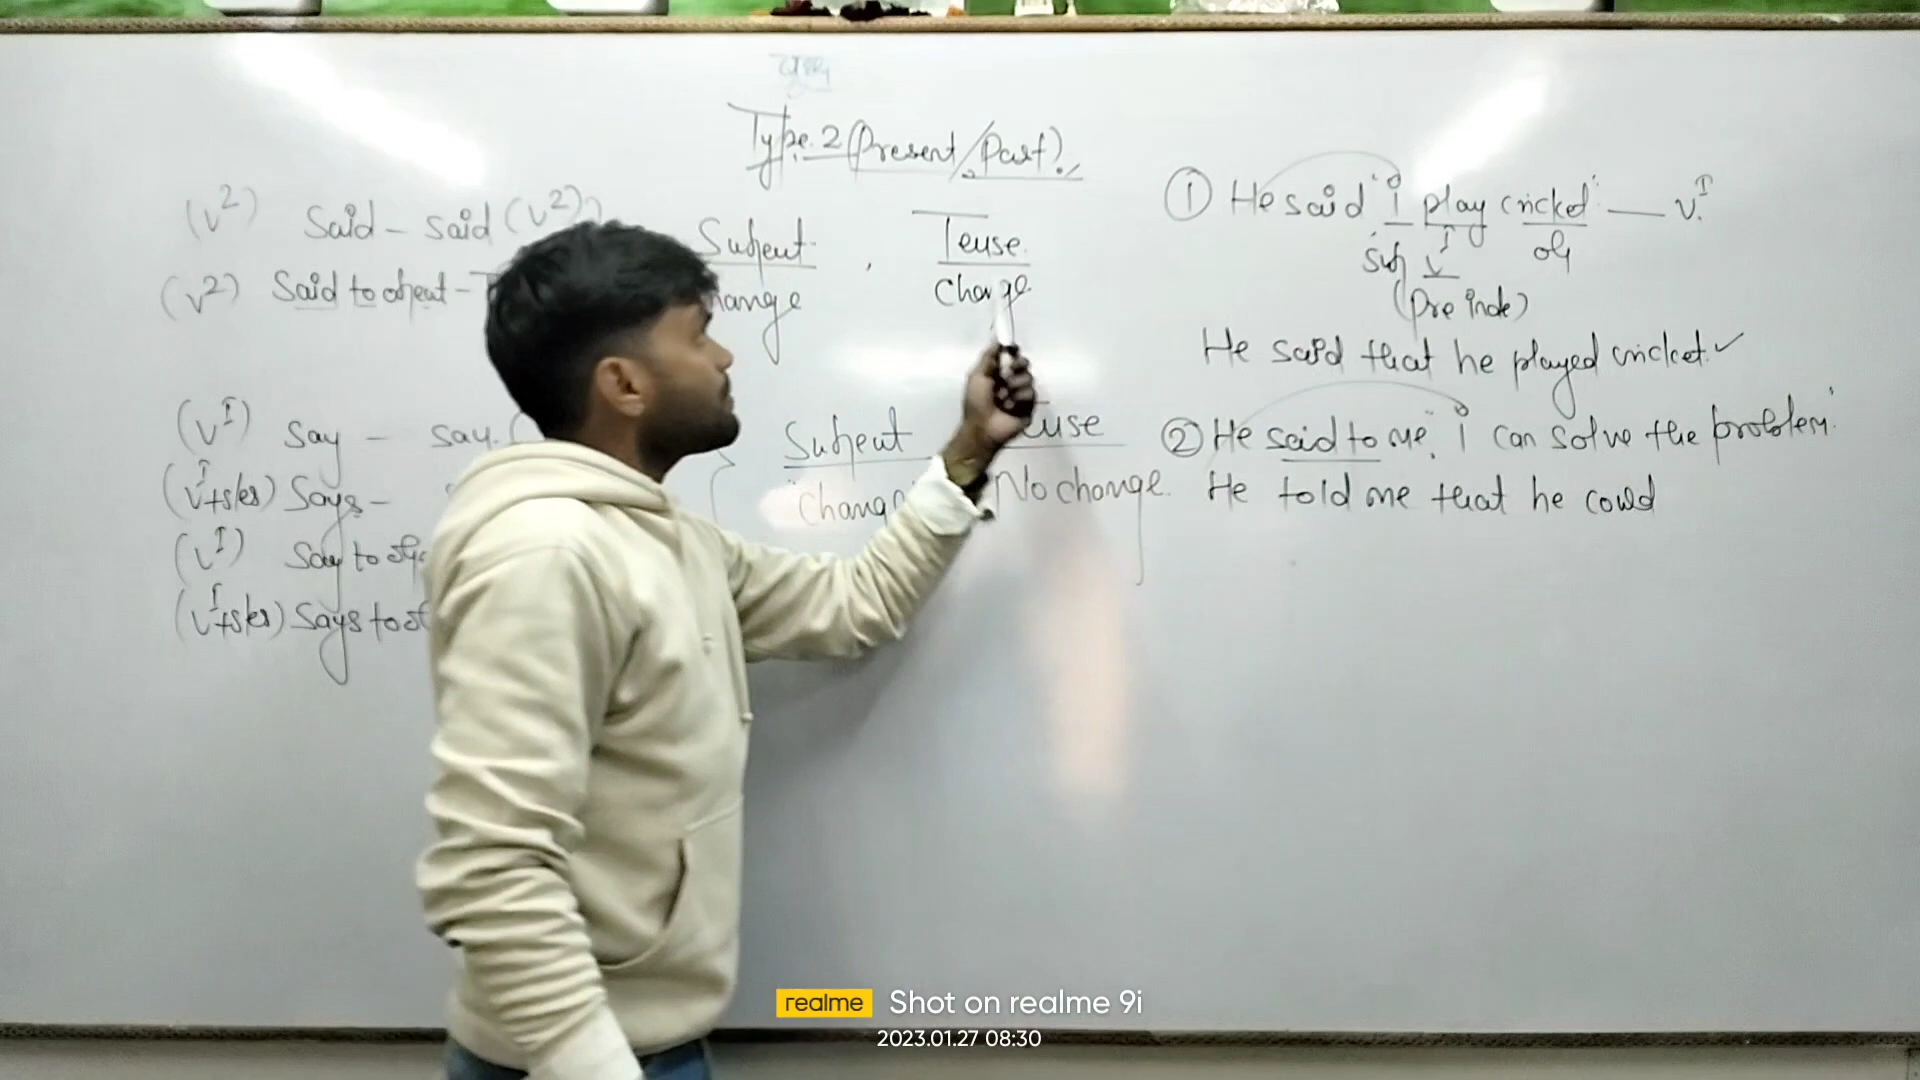 Type.2 (Present/Past)
(V²) Said – said (V²)
(V²) Said to object –
Subject change , Tense Change
(V¹) Say – say.
(V¹+s/es) Says –
(V¹) Say to
(V¹+s/es) Says to
Subject
No change
① He said "I play cricket" — V¹
Sub obj
(Pre inde)
He said that he played cricket. ✓
② He said to me, "I can solve the problem."
He told me that he could
realme Shot on realme 9i
2023.01.27 08:30